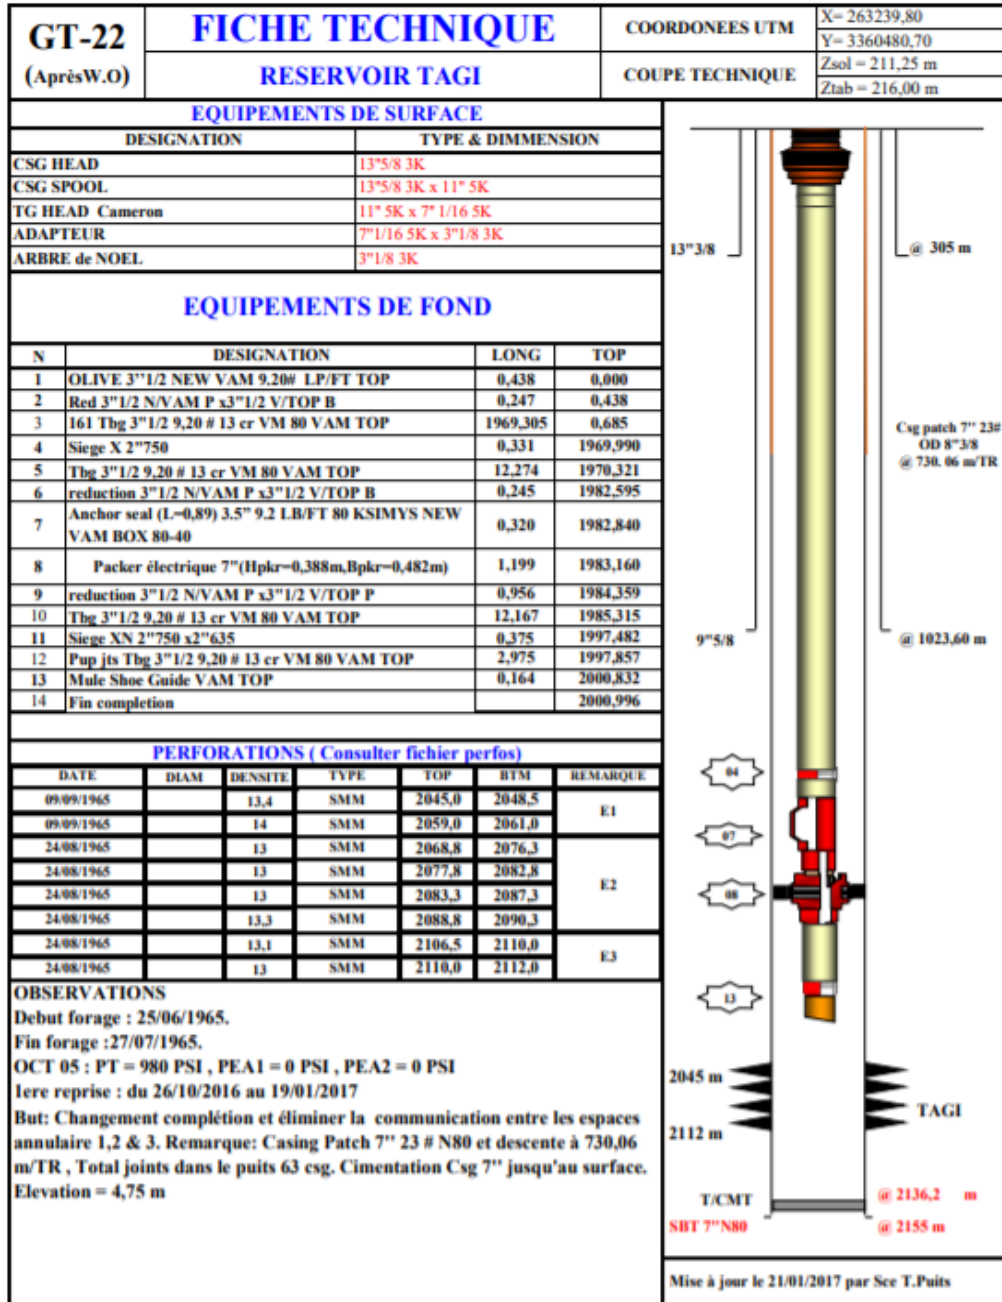 GT-22
(AprèsW.O)
FICHE TECHNIQUE
RESERVOIR TAGI
COORDONEES UTM
X= 263239,80
Y= 3360480,70
COUPE TECHNIQUE
Zsol = 211,25 m
Ztab = 216,00 m
EQUIPEMENTS DE SURFACE
DESIGNATION TYPE & DIMMENSION
CSG HEAD 13"5/8 3K
CSG SPOOL 13"5/8 3K x 11" 5K
TG HEAD Cameron 11" 5K x 7" 1/16 5K
ADAPTEUR 7"1/16 5K x 3"1/8 3K
ARBRE de NOEL 3"1/8 3K
EQUIPEMENTS DE FOND
N DESIGNATION LONG TOP
1 OLIVE 3''1/2 NEW VAM 9.20# LP/FT TOP 0,438 0,000
2 Red 3"1/2 N/VAM P x3"1/2 V/TOP B 0,247 0,438
3 161 Tbg 3"1/2 9,20 # 13 cr VM 80 VAM TOP 1969,305 0,685
4 Siege X 2"750 0,331 1969,990
5 Tbg 3"1/2 9,20 # 13 cr VM 80 VAM TOP 12,274 1970,321
6 reduction 3"1/2 N/VAM P x3"1/2 V/TOP B 0,245 1982,595
7 Anchor seal (L=0,89) 3.5" 9.2 LB/FT 80 KSIMYS NEW
VAM BOX 80-40 0,320 1982,840
8 Packer électrique 7"(Hpkr=0,388m,Bpkr=0,482m) 1,199 1983,160
9 reduction 3"1/2 N/VAM P x3"1/2 V/TOP P 0,956 1984,359
10 Tbg 3"1/2 9,20 # 13 cr VM 80 VAM TOP 12,167 1985,315
11 Siege XN 2"750 x2"635 0,375 1997,482
12 Pup jts Tbg 3"1/2 9,20 # 13 cr VM 80 VAM TOP 2,975 1997,857
13 Mule Shoe Guide VAM TOP 0,164 2000,832
14 Fin completion 2000,996
PERFORATIONS ( Consulter fichier perfos)
DATE DIAM DENSITE TYPE TOP BTM REMARQUE
09/09/1965 13,4 SMM 2045,0 2048,5 E1
09/09/1965 14 SMM 2059,0 2061,0
24/08/1965 13 SMM 2068,8 2076,3 E2
24/08/1965 13 SMM 2077,8 2082,8
24/08/1965 13 SMM 2083,3 2087,3
24/08/1965 13,3 SMM 2088,8 2090,3
24/08/1965 13,1 SMM 2106,5 2110,0 E3
24/08/1965 13 SMM 2110,0 2112,0
OBSERVATIONS
Debut forage : 25/06/1965.
Fin forage :27/07/1965.
OCT 05 : PT = 980 PSI , PEA1 = 0 PSI , PEA2 = 0 PSI
1ere reprise : du 26/10/2016 au 19/01/2017
But: Changement complétion et éliminer la communication entre les espaces
annulaire 1,2 & 3. Remarque: Casing Patch 7'' 23 # N80 et descente à 730,06
m/TR , Total joints dans le puits 63 csg. Cimentation Csg 7'' jusqu'au surface.
Elevation = 4,75 m
13"3/8
@ 305 m
Csg patch 7'' 23#
OD 8"3/8
@ 730. 06 m/TR
9"5/8
@ 1023,60 m
04
07
08
13
2045 m
TAGI
2112 m
T/CMT
@ 2136,2 m
SBT 7"N80
@ 2155 m
Mise à jour le 21/01/2017 par Sce T.Puits